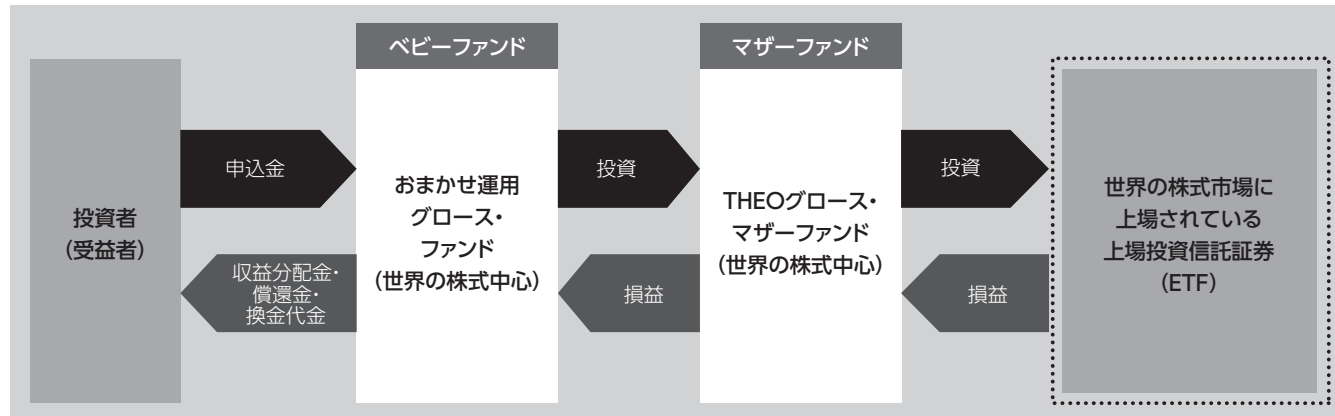 ベビーファンド
マザーファンド
投資者
(受益者)
申込金
収益分配金・
償還金・
換金代金
おまかせ運用
グロース・
ファンド
(世界の株式中心)
投資
損益
THEOグロース・
マザーファンド
(世界の株式中心)
投資
損益
世界の株式市場に
上場されている
上場投資信託証券
(ETF)